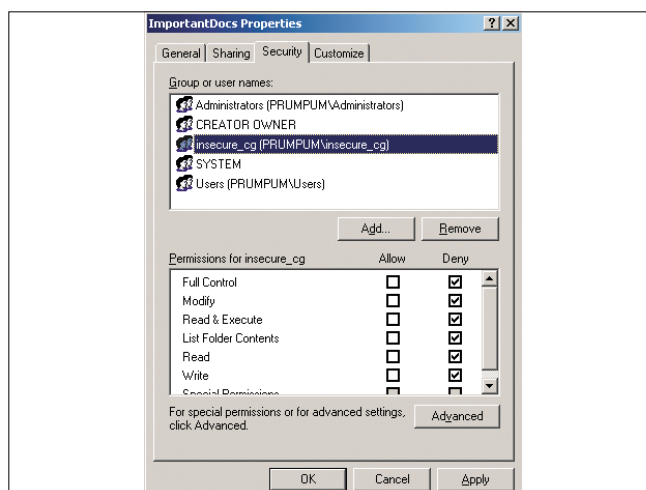 ImportantDocs Properties
General Sharing Security Customize
Group or user names:
Administrators (PRUMPUM\Administrators)
CREATOR OWNER
insecure_cg (PRUMPUM\insecure_cg)
SYSTEM
Users (PRUMPUM\Users)
Add... Remove
Permissions for insecure_cg Allow Deny
Full Control
Modify
Read & Execute
List Folder Contents
Read
Write
Special Permissions
For special permissions or for advanced settings,
click Advanced.
Advanced
OK Cancel Apply